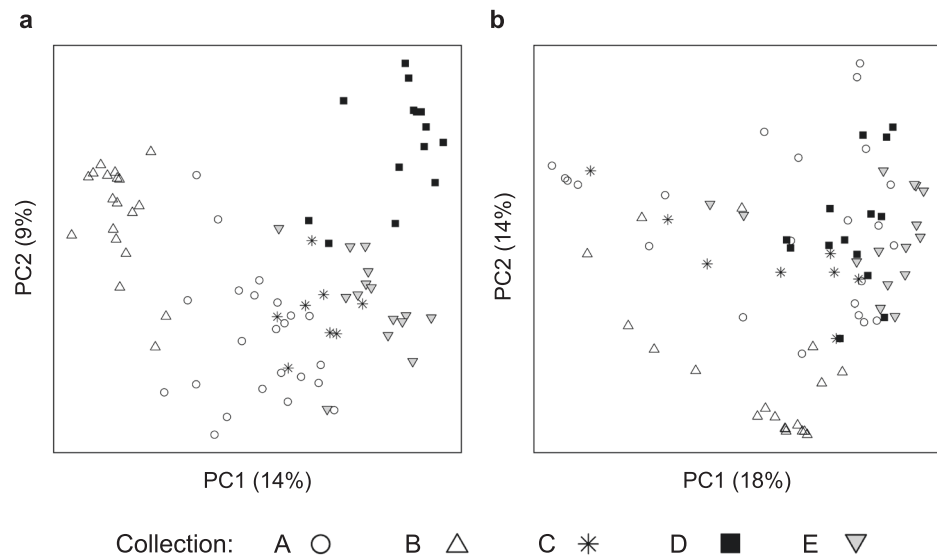 a
b
PC2 (9%)
PC1 (14%)
PC2 (14%)
PC1 (18%)
Collection: A B C D E